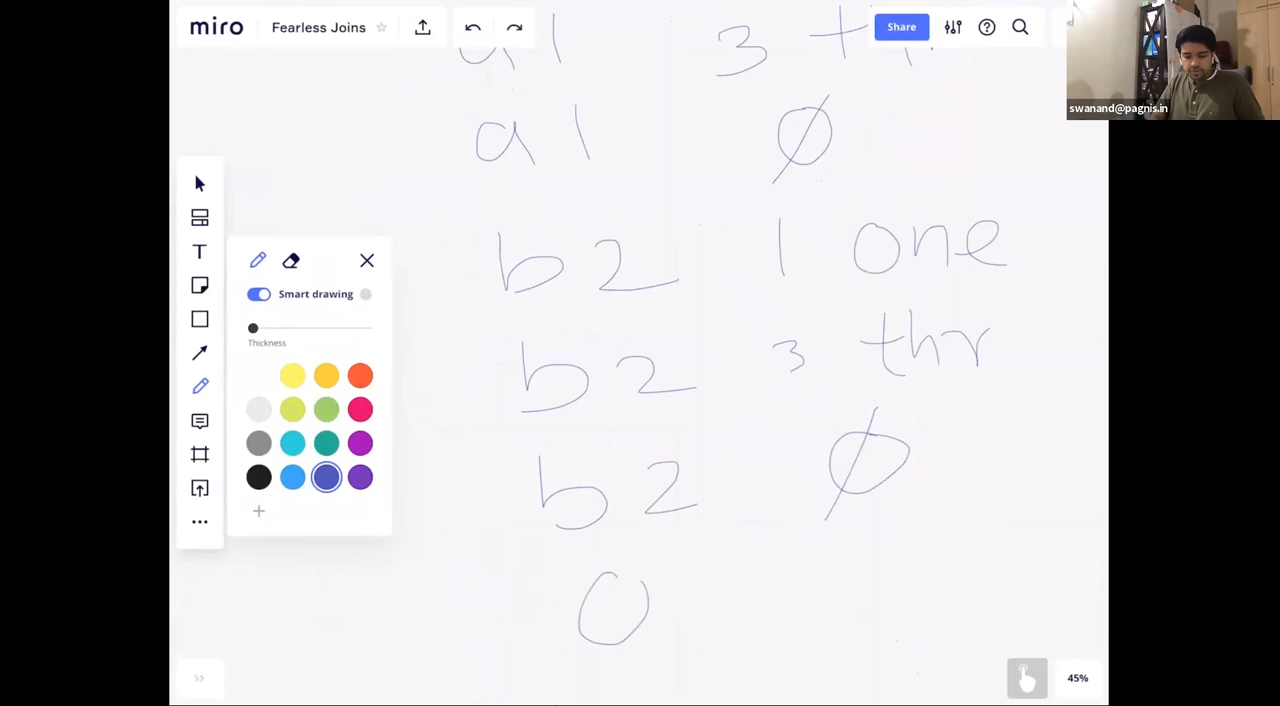 miro Fearless Joins Share
a 1 3
a 1 ∅
b 2 1 one
b 2 3 thr
b 2 ∅
0
Smart drawing
Thickness
45%
swanand@pagnis.in